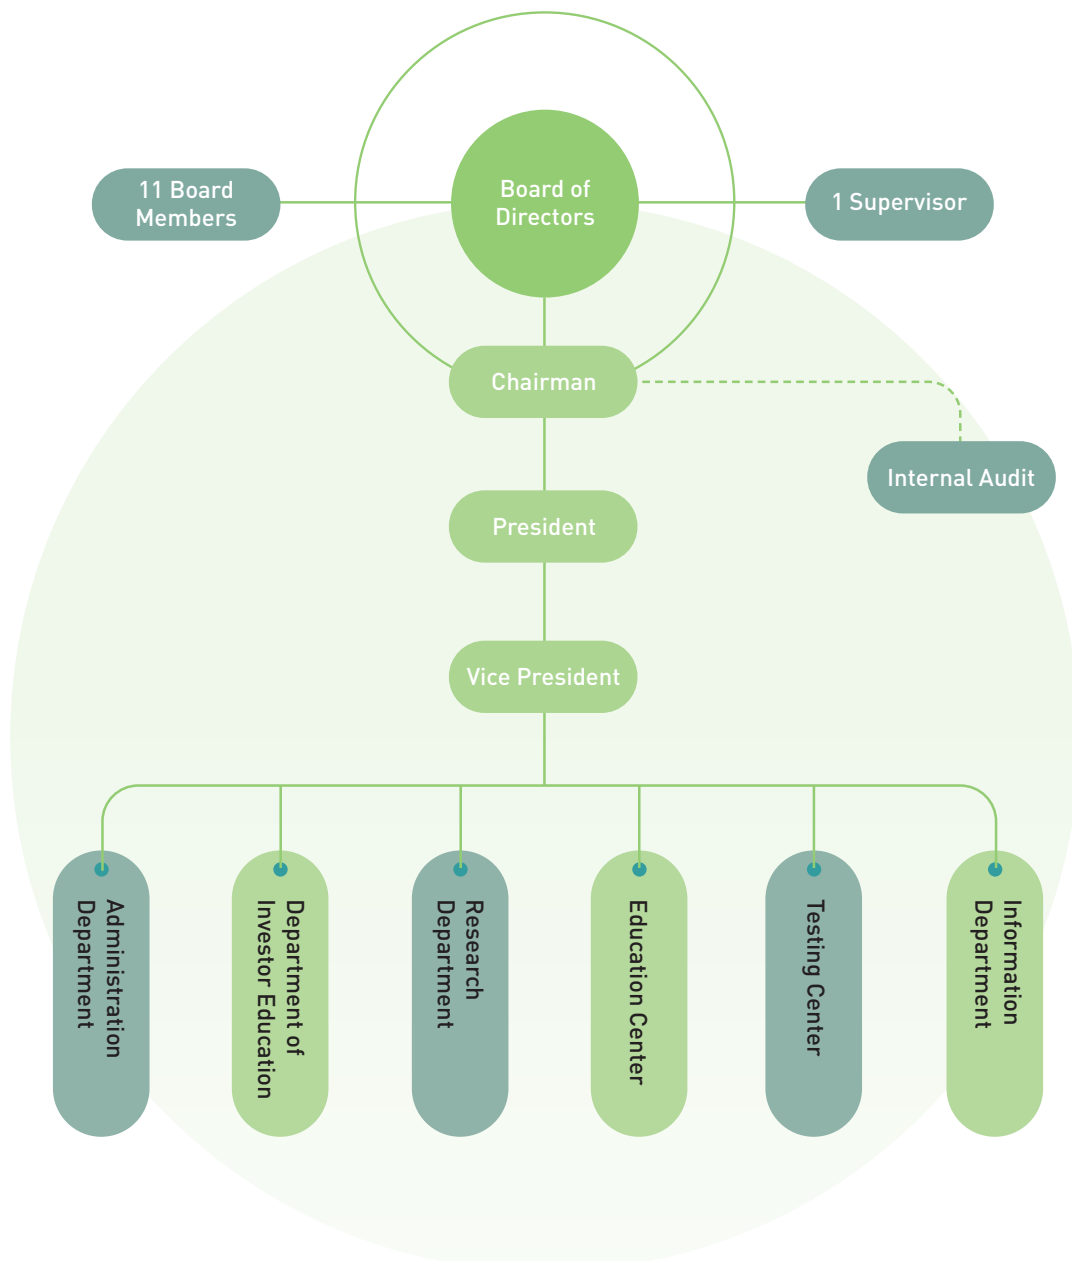 11 Board
Members
Board of
Directors
1 Supervisor
Chairman
Internal Audit
President
Vice President
Administration
Department
Department of
Investor Education
Research
Department
Education Center
Testing Center
Information
Department